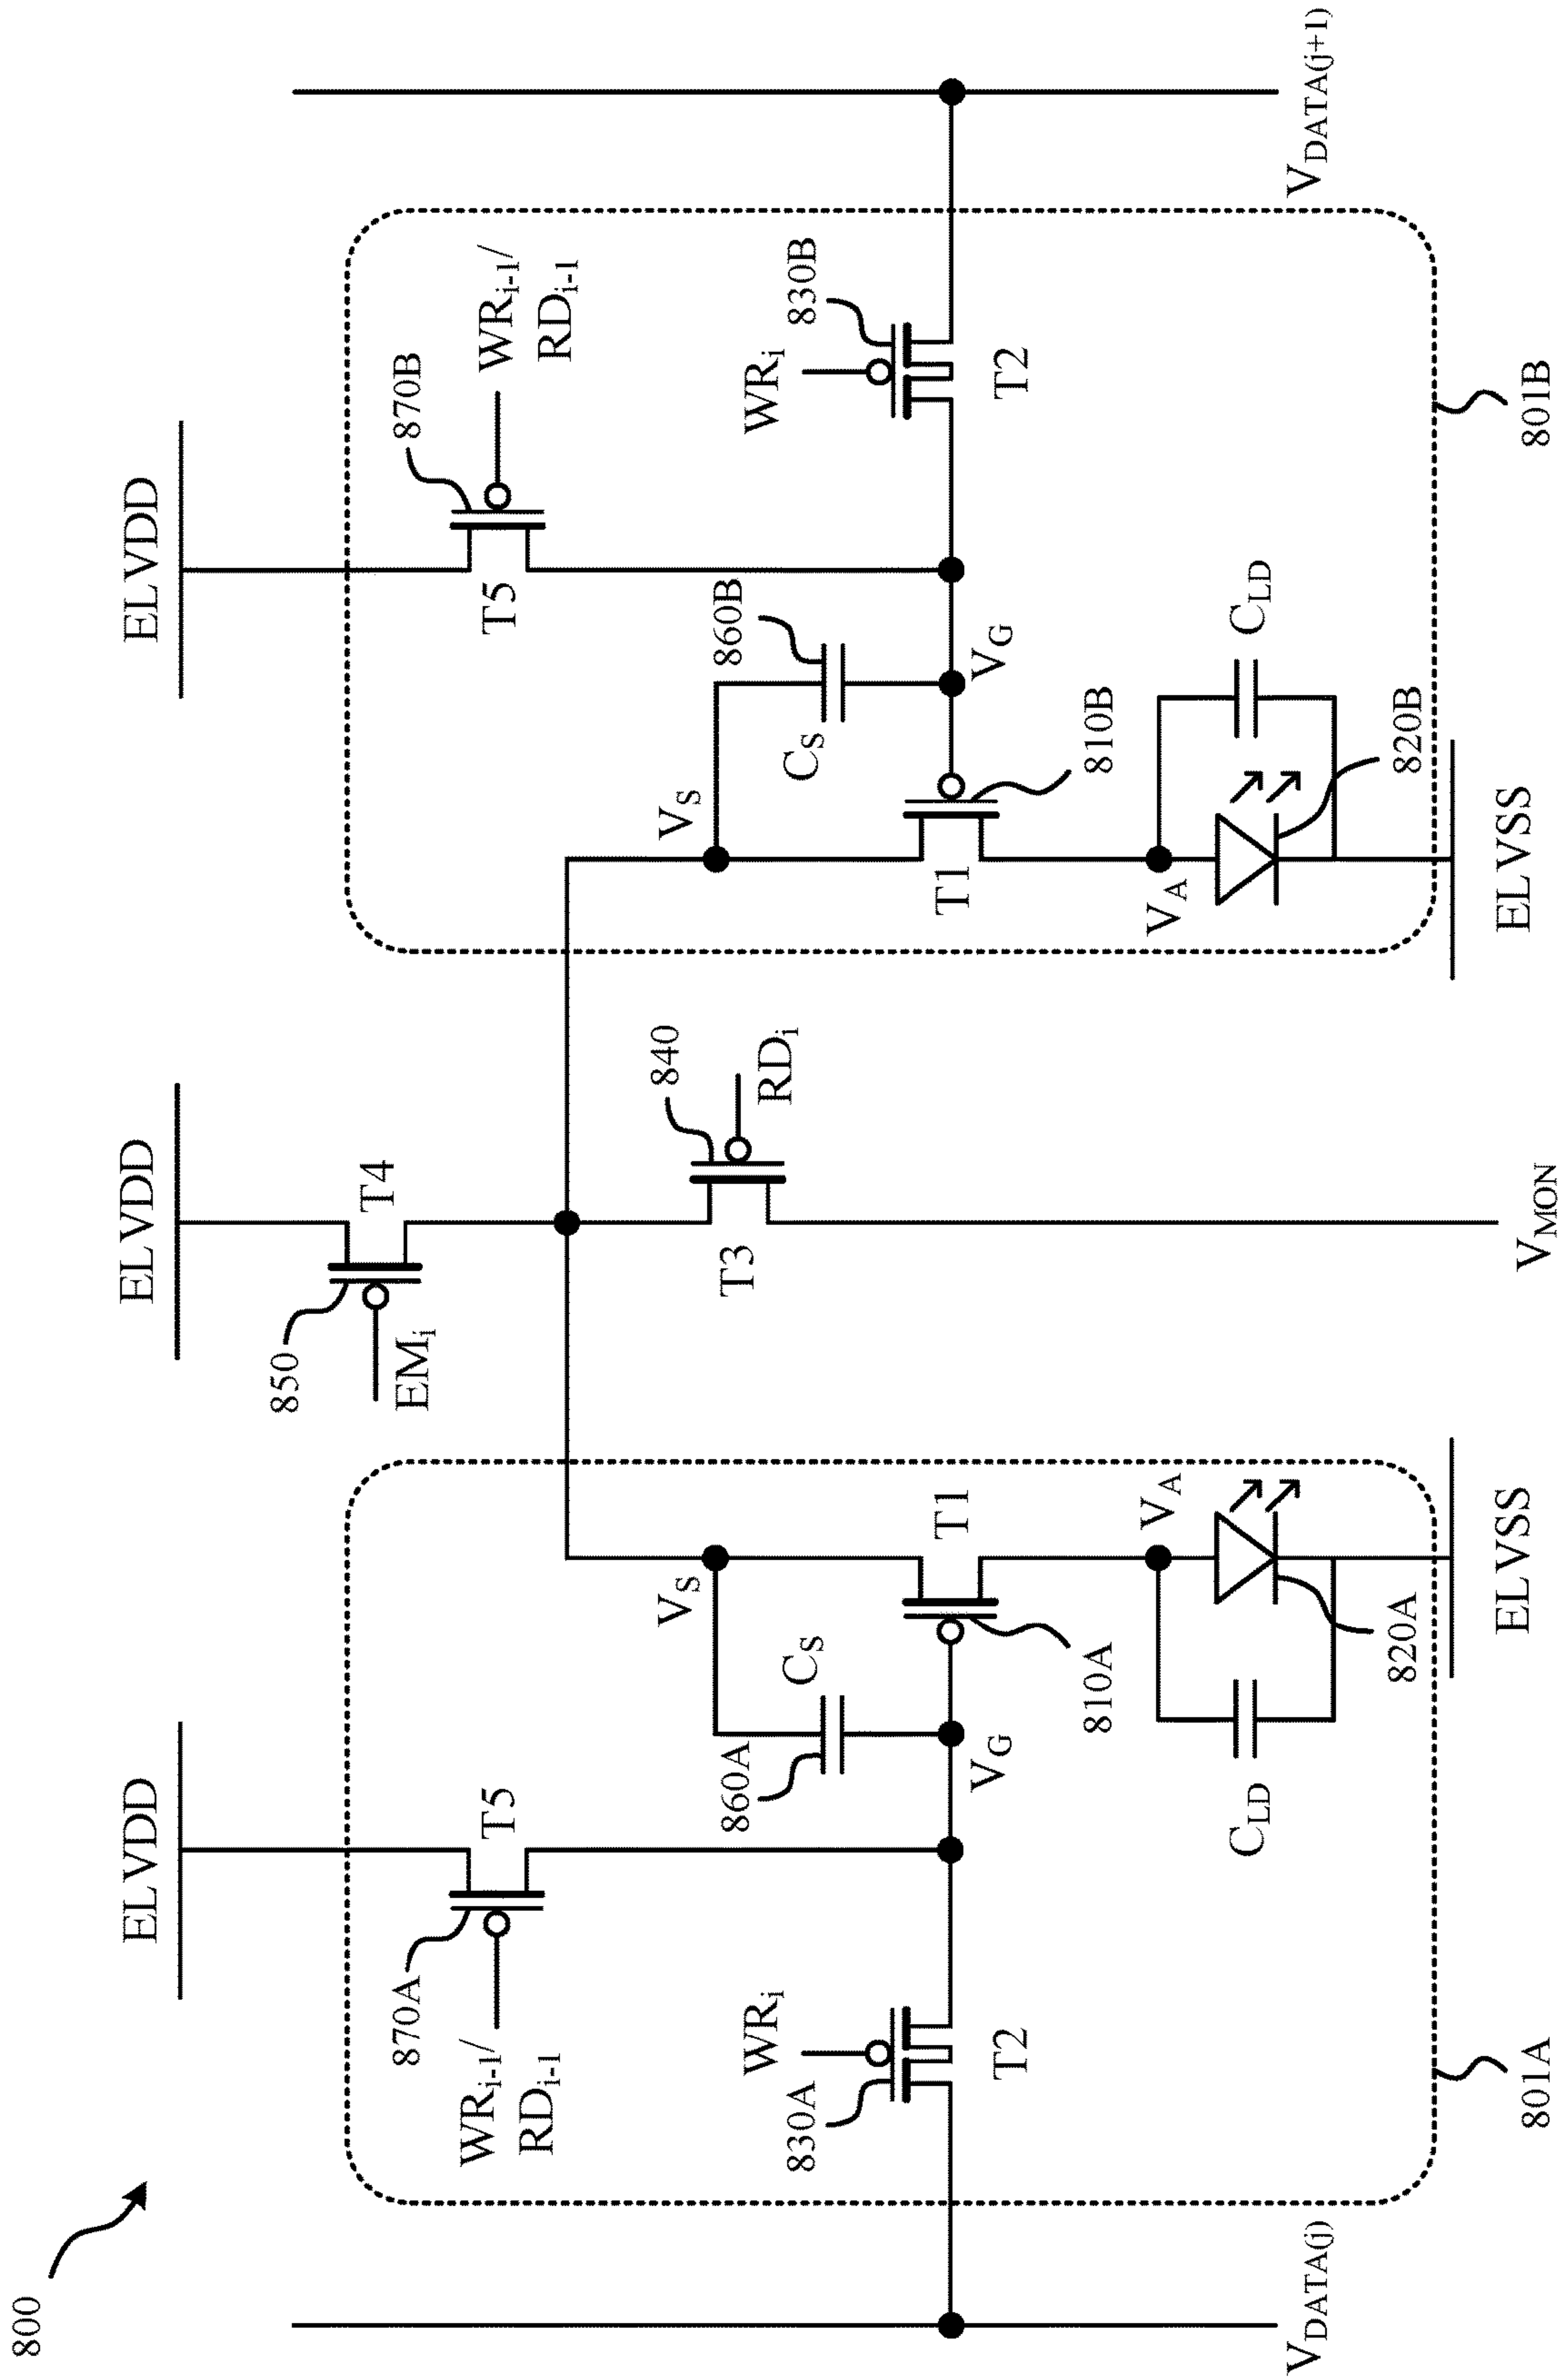 800
ELVDD
ELVDD
ELVDD
870A
T5
WRi-1/
RDi-1
850
T4
EMi
870B
T5
WRi-1/
RDi-1
VS
VS
860A
CS
840
RDi
T3
860B
CS
WRi
830A
T2
WRi
830B
T2
VG
T1
810A
VG
T1
810B
VA
CLD
820A
VA
CLD
820B
VDATA(j)
801A
ELVSS
VMON
ELVSS
801B
VDATA(j+1)